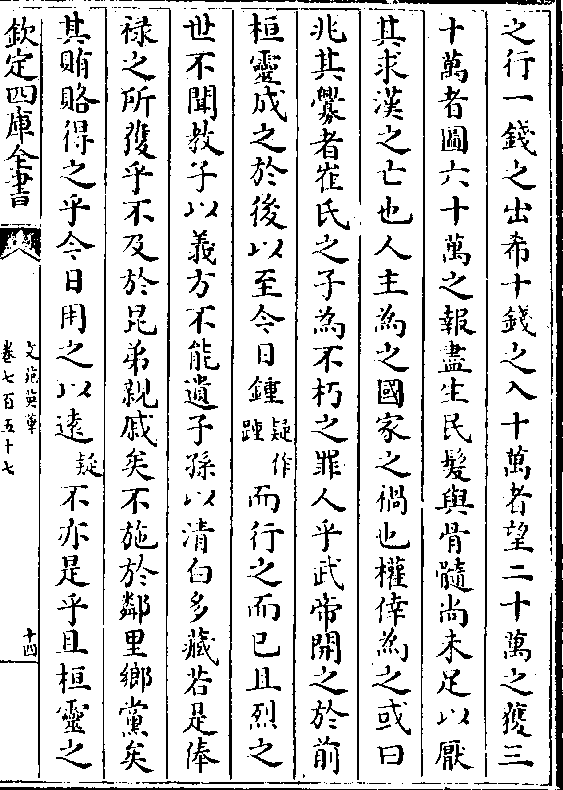 之行一錢之出希十錢之入十萬者望二十萬之獲三
十萬者圖六十萬之報盡生民髮與骨髓尚未足以厭
其求漢之亡也人主為之國家之禍也權倖為之或曰
兆其釁者崔氏之子為不朽之罪人乎武帝開之於前
桓靈成之於後以至今日鍾疑作踵而行之而已且烈之
世不聞教子以義方不能遺子孫以清白多藏若是俸
祿之所獲乎不及於昆弟親戚矣不施於鄰里鄉黨矣
其賄賂得之乎今日用之以遠疑不亦是乎且桓靈之
欽定四庫全書
文苑英華
卷七百五十七
十四